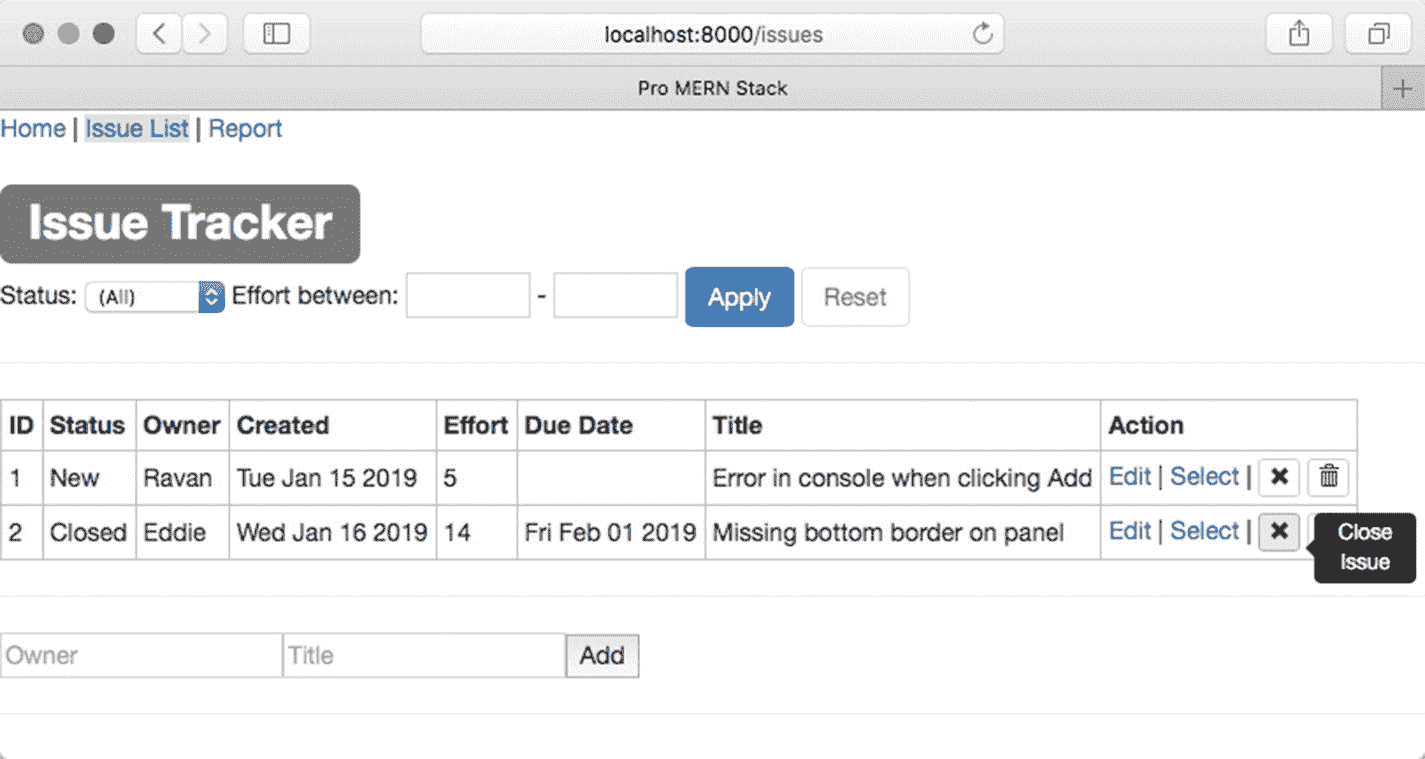 localhost:8000/issues
Pro MERN Stack
Home | Issue List | Report
Issue Tracker
Status: (All) Effort between: - Apply Reset
ID Status Owner Created Effort Due Date Title Action
1 New Ravan Tue Jan 15 2019 5 Error in console when clicking Add Edit | Select |
2 Closed Eddie Wed Jan 16 2019 14 Fri Feb 01 2019 Missing bottom border on panel Edit | Select |
Close
Issue
Owner Title Add